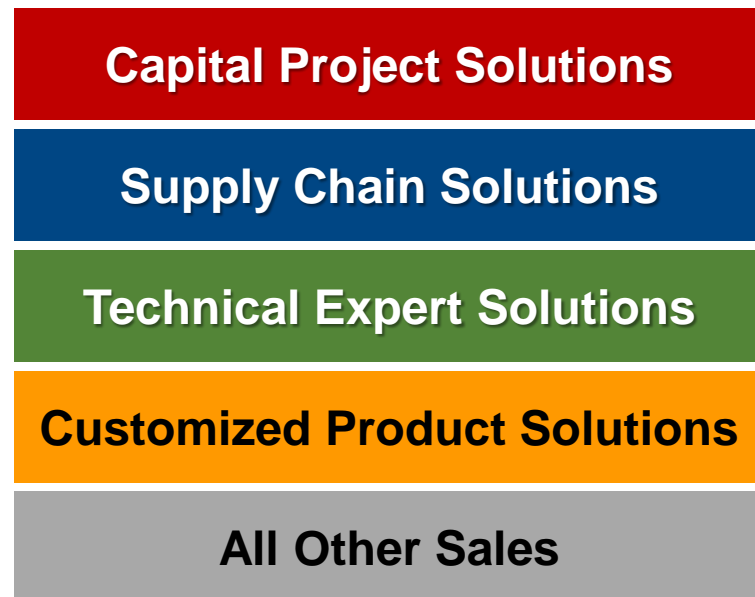 Capital Project Solutions
Supply Chain Solutions
Technical Expert Solutions
Customized Product Solutions
All Other Sales